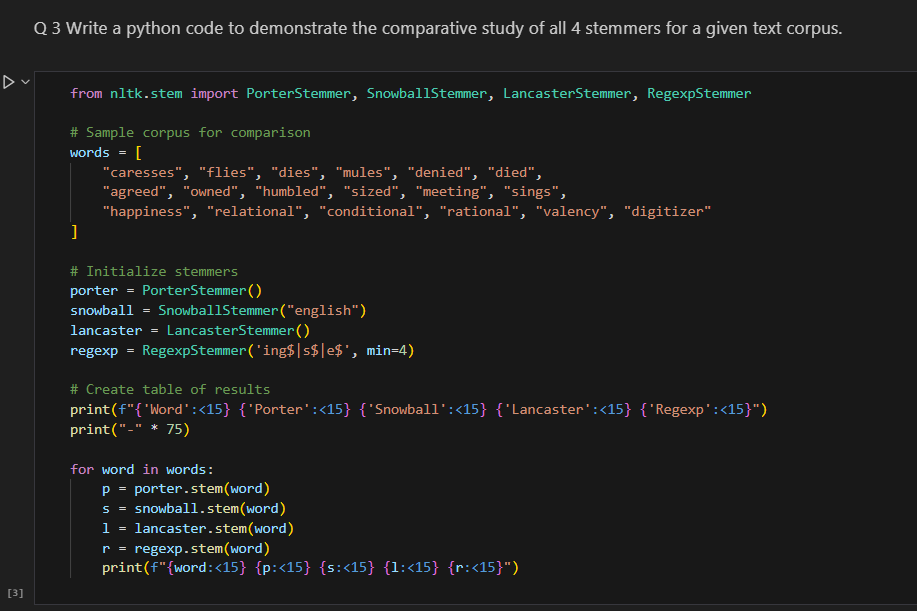 Q 3 Write a python code to demonstrate the comparative study of all 4 stemmers for a given text corpus.
from nltk.stem import PorterStemmer, SnowballStemmer, LancasterStemmer, RegexpStemmer
# Sample corpus for comparison
words = [
    "caresses", "flies", "dies", "mules", "denied", "died",
    "agreed", "owned", "humbled", "sized", "meeting", "sings",
    "happiness", "relational", "conditional", "rational", "valency", "digitizer"
]
# Initialize stemmers
porter = PorterStemmer()
snowball = SnowballStemmer("english")
lancaster = LancasterStemmer()
regexp = RegexpStemmer('ing$|s$|e$', min=4)
# Create table of results
print(f"{'Word':<15} {'Porter':<15} {'Snowball':<15} {'Lancaster':<15} {'Regexp':<15}")
print("-" * 75)
for word in words:
    p = porter.stem(word)
    s = snowball.stem(word)
    l = lancaster.stem(word)
    r = regexp.stem(word)
    print(f"{word:<15} {p:<15} {s:<15} {l:<15} {r:<15}")
[3]